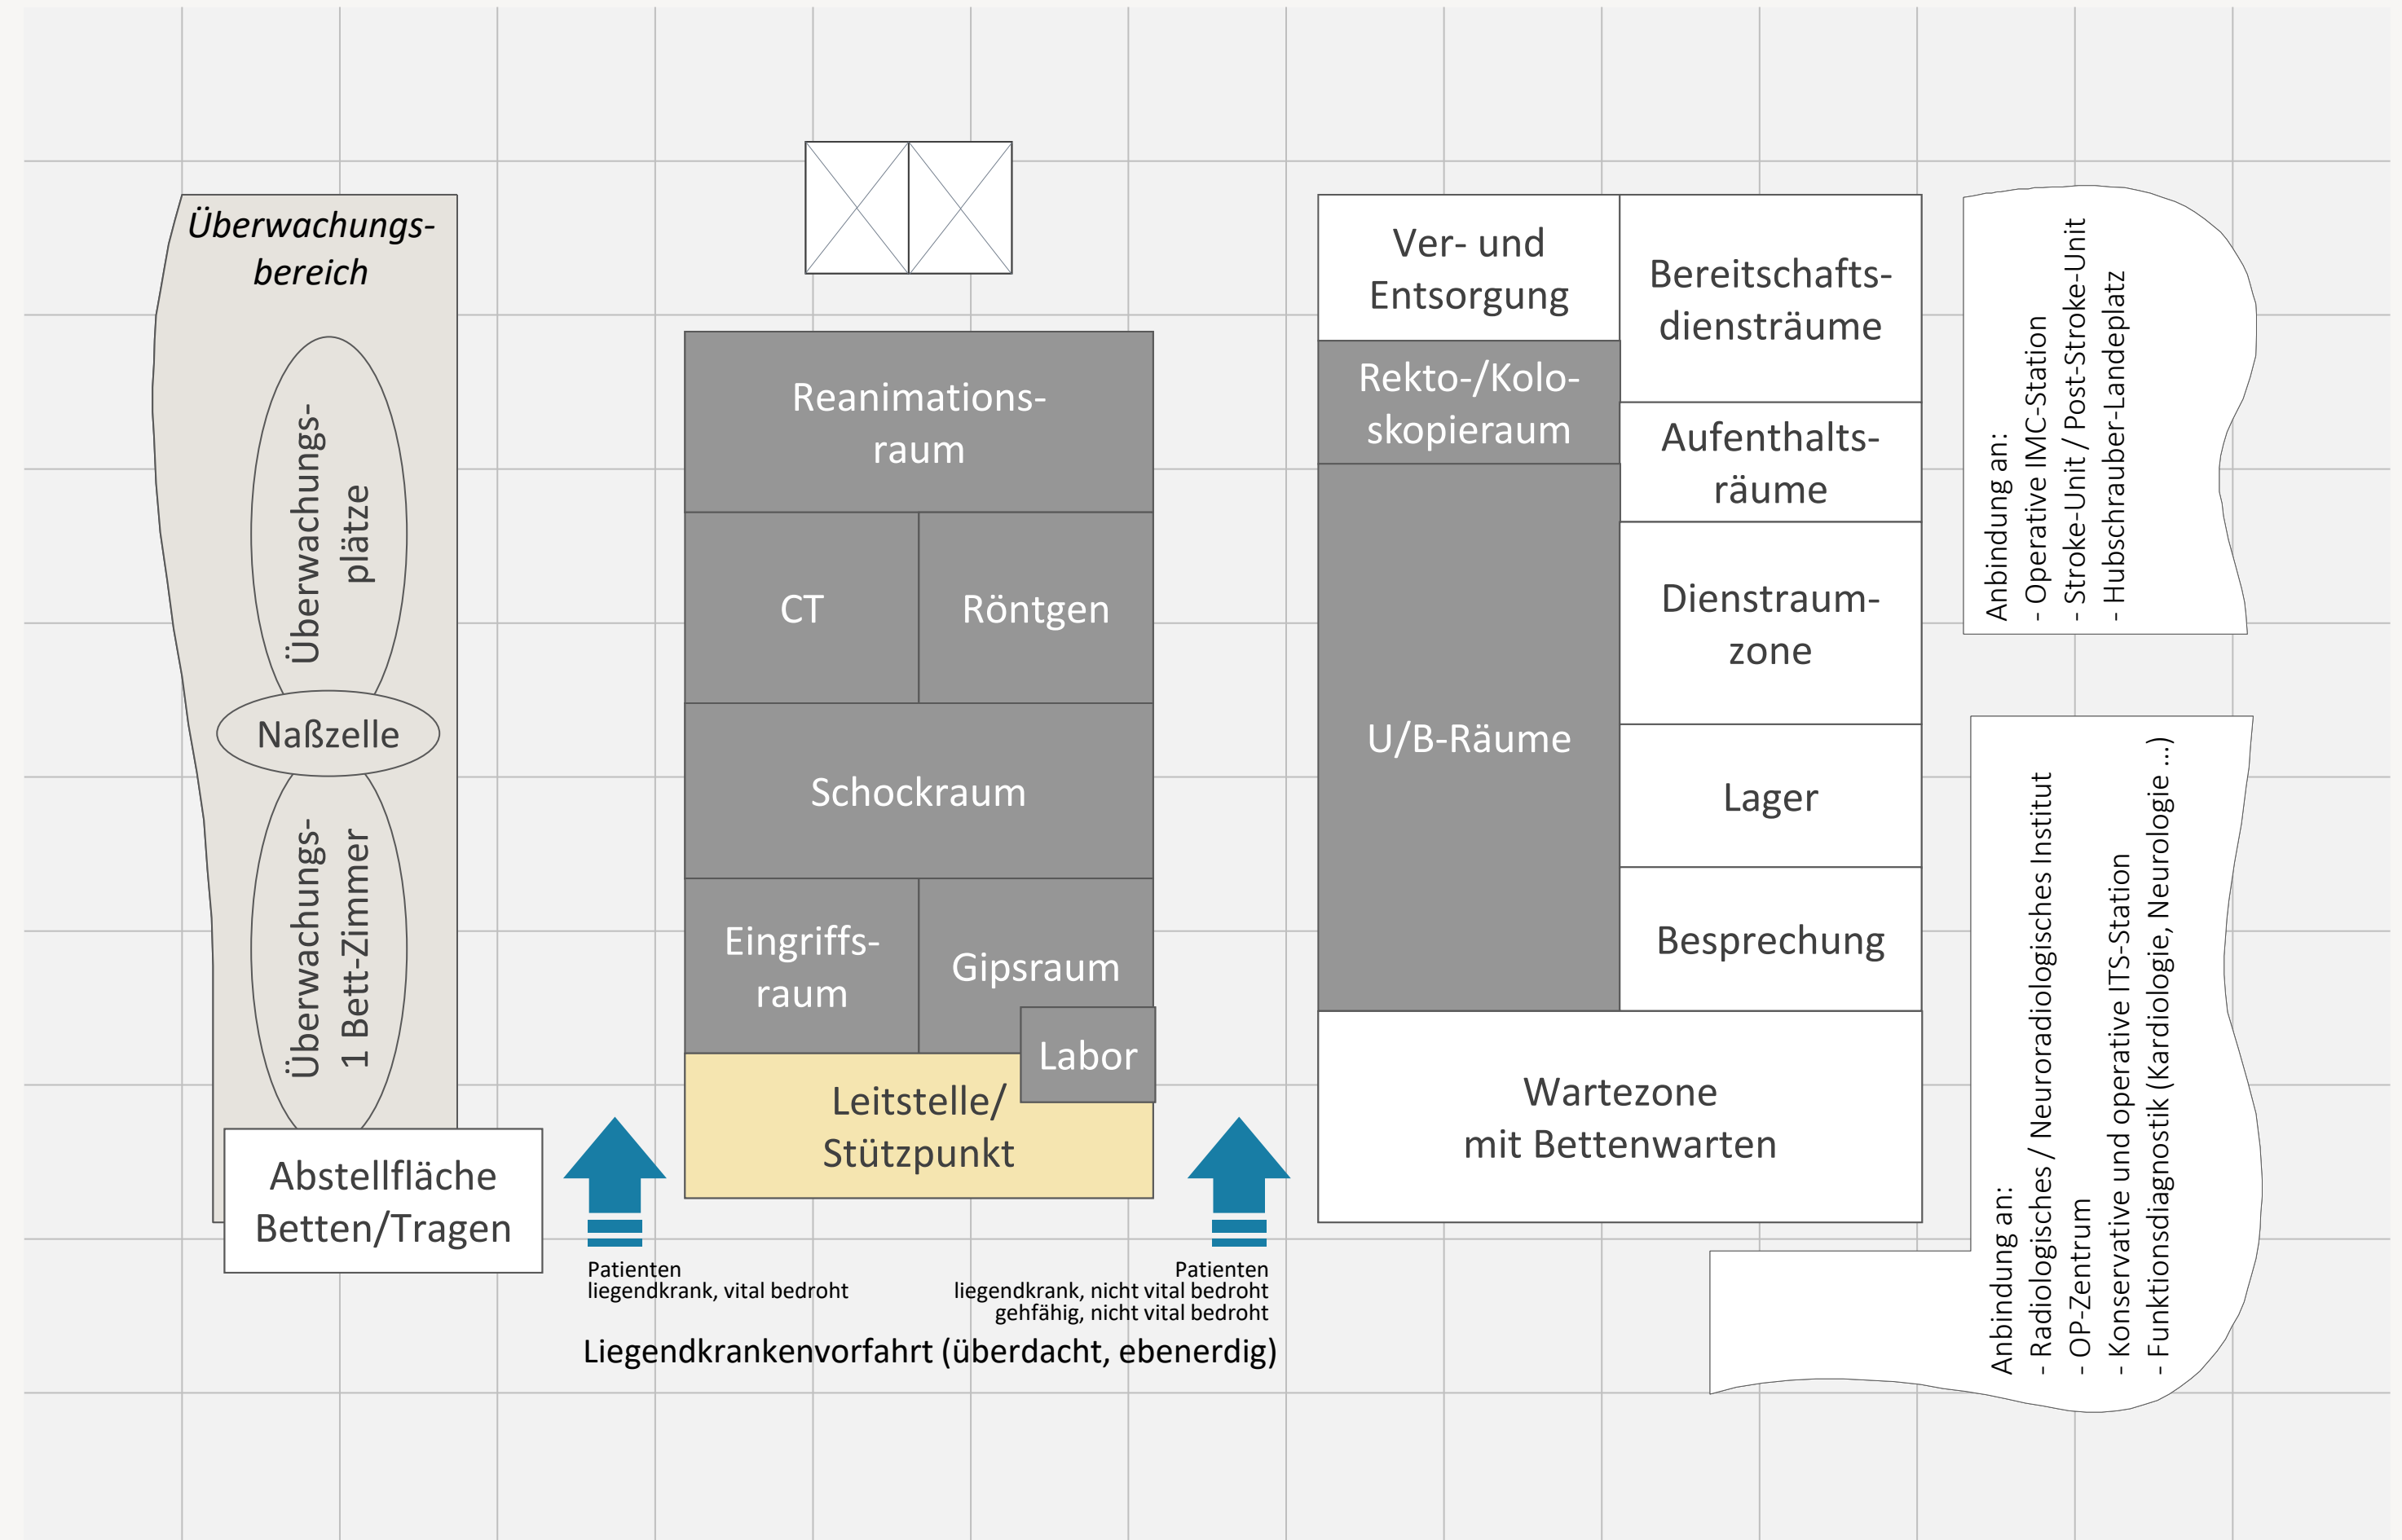 Überwachungs-
bereich
Überwachungs-
plätze
Naßzelle
Überwachungs-
1 Bett-Zimmer
Abstellfläche
Betten/Tragen
Reanimations-
raum
CT
Röntgen
Schockraum
Eingriffs-
raum
Gipsraum
Labor
Leitstelle/
Stützpunkt
Patienten
liegendkrank, vital bedroht
Patienten
liegendkrank, nicht vital bedroht
gehfähig, nicht vital bedroht
Liegendkrankenvorfahrt (überdacht, ebenerdig)
Ver- und
Entsorgung
Rekto-/Kolo-
skopieraum
U/B-Räume
Bereitschafts-
diensträume
Aufenthalts-
räume
Dienstraum-
zone
Lager
Besprechung
Wartezone
mit Bettenwarten
Anbindung an:
- Operative IMC-Station
- Stroke-Unit / Post-Stroke-Unit
- Hubschrauber-Landeplatz
Anbindung an:
- Radiologisches / Neuroradiologisches Institut
- OP-Zentrum
- Konservative und operative ITS-Station
- Funktionsdiagnostik (Kardiologie, Neurologie ...)